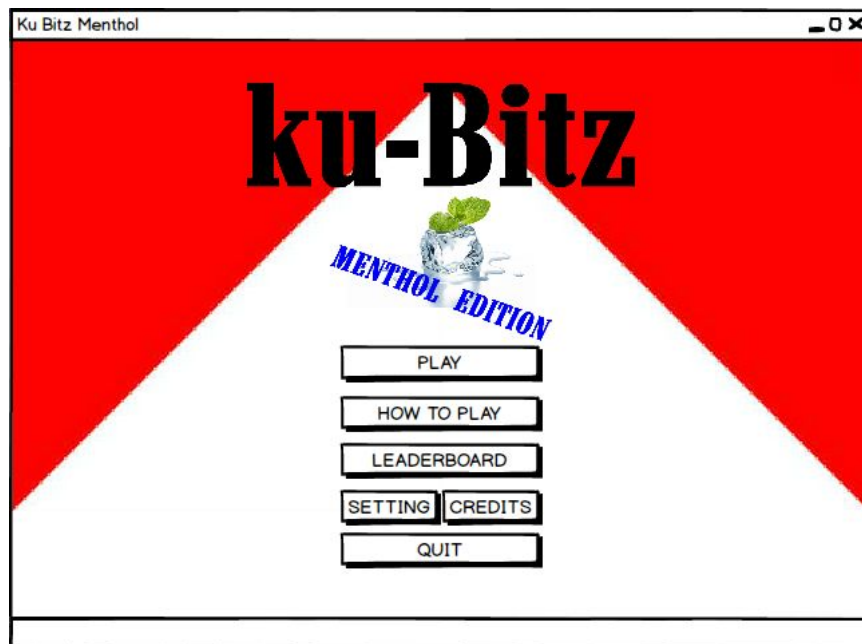 Ku Bitz Menthol
ku-Bitz
MENTHOL EDITION
PLAY
HOW TO PLAY
LEADERBOARD
SETTING CREDITS
QUIT